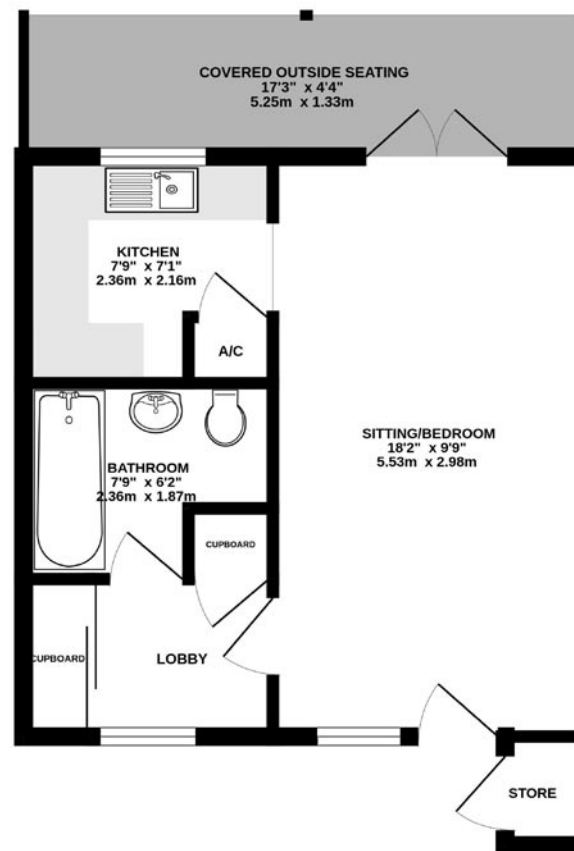 COVERED OUTSIDE SEATING
17'3" x 4'4"
5.25m x 1.33m
KITCHEN
7'9" x 7'1"
2.36m x 2.16m
A/C
SITTING/BEDROOM
18'2" x 9'9"
5.53m x 2.98m
BATHROOM
7'9" x 6'2"
2.36m x 1.87m
CUPBOARD
CUPBOARD
LOBBY
STORE